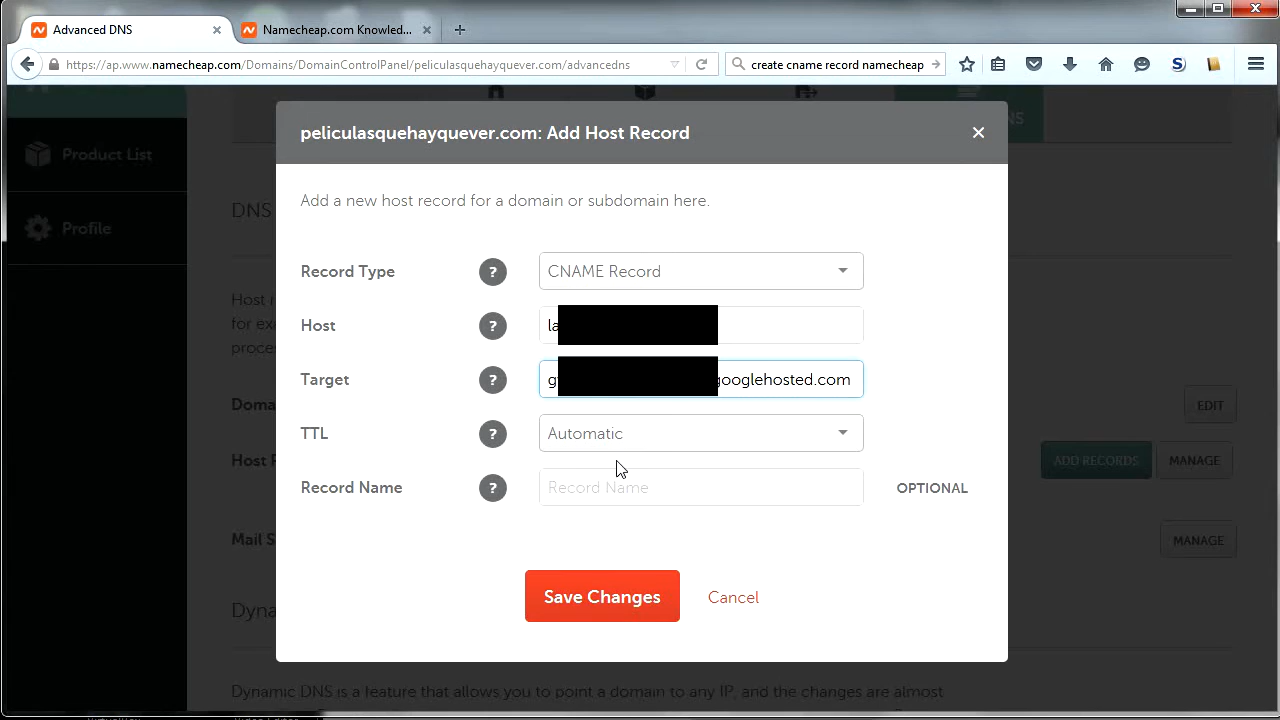 Advanced DNS
Namecheap.com Knowled...
https://ap.www.namecheap.com/Domains/DomainControlPanel/peliculasquehayquever.com/advancedns
create cname record namecheap
Product List
Profile
peliculasquehayquever.com: Add Host Record
Add a new host record for a domain or subdomain here.
Record Type ? CNAME Record
Host ? la
Target ? googlehosted.com
TTL ? Automatic
Record Name ? Record Name OPTIONAL
Save Changes Cancel
DNS
NS
Host
for
EDIT
Host
ADD RECORDS MANAGE
Mail S
MANAGE
Dyna
Dynamic DNS is a feature that allows you to point a domain to any IP, and the changes are almost